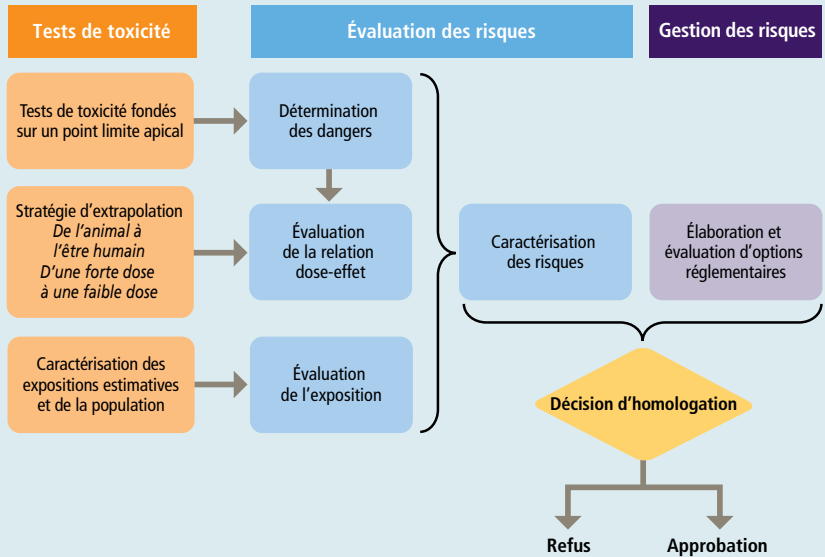 Tests de toxicité
Évaluation des risques
Gestion des risques
Tests de toxicité fondés
sur un point limite apical
Détermination
des dangers
Stratégie d'extrapolation
De l'animal à
l'être humain
D'une forte dose
à une faible dose
Évaluation
de la relation
dose-effet
Caractérisation
des risques
Élaboration et
évaluation d'options
réglementaires
Caractérisation des
expositions estimatives
et de la population
Évaluation
de l'exposition
Décision d'homologation
Refus
Approbation